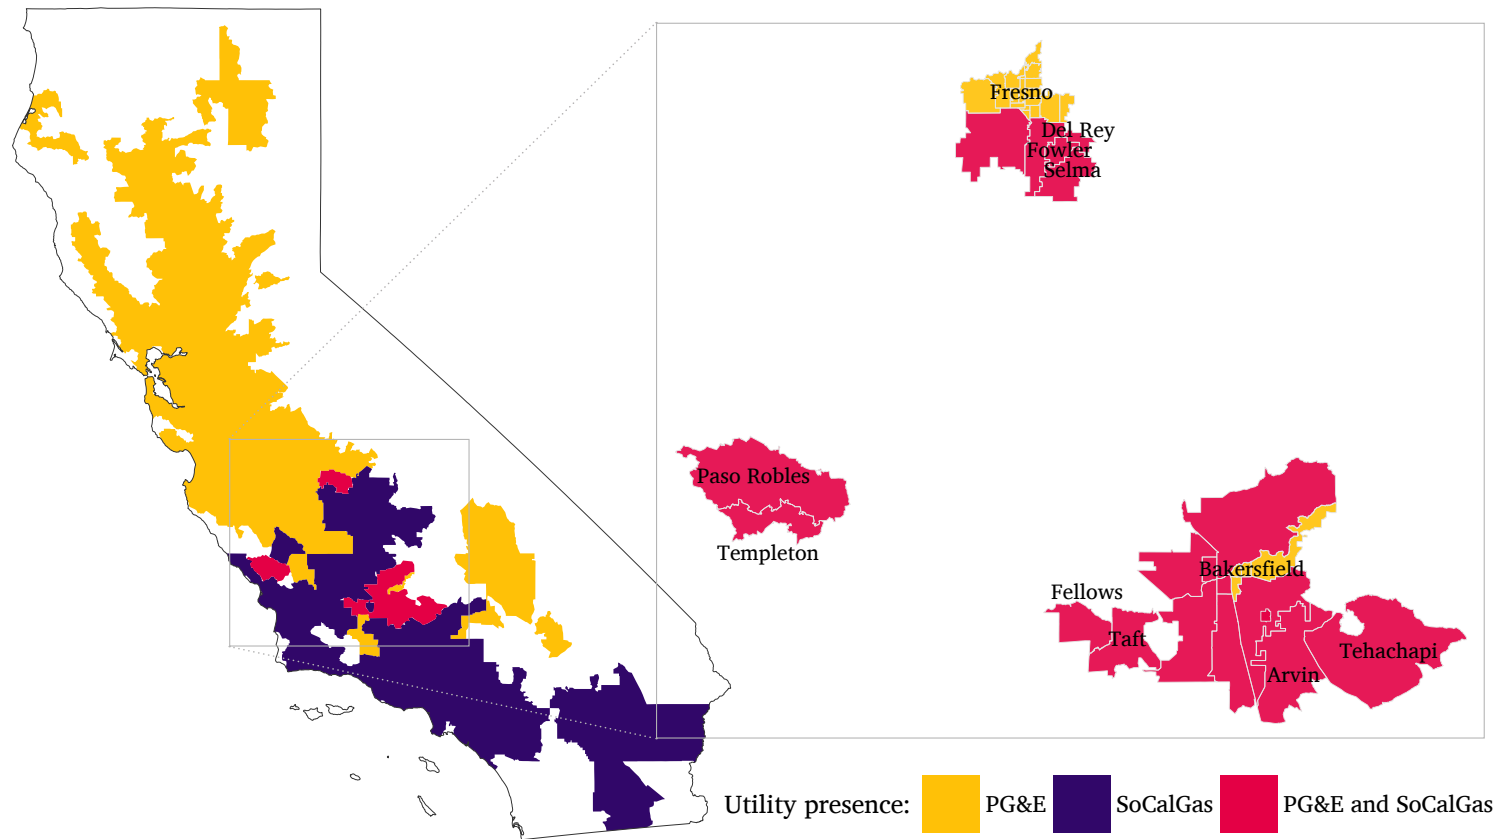 Fresno
Del Rey
Fowler
Selma
Paso Robles
Templeton
Bakersfield
Fellows
Taft
Tehachapi
Arvin
Utility presence: PG&E SoCalGas PG&E and SoCalGas